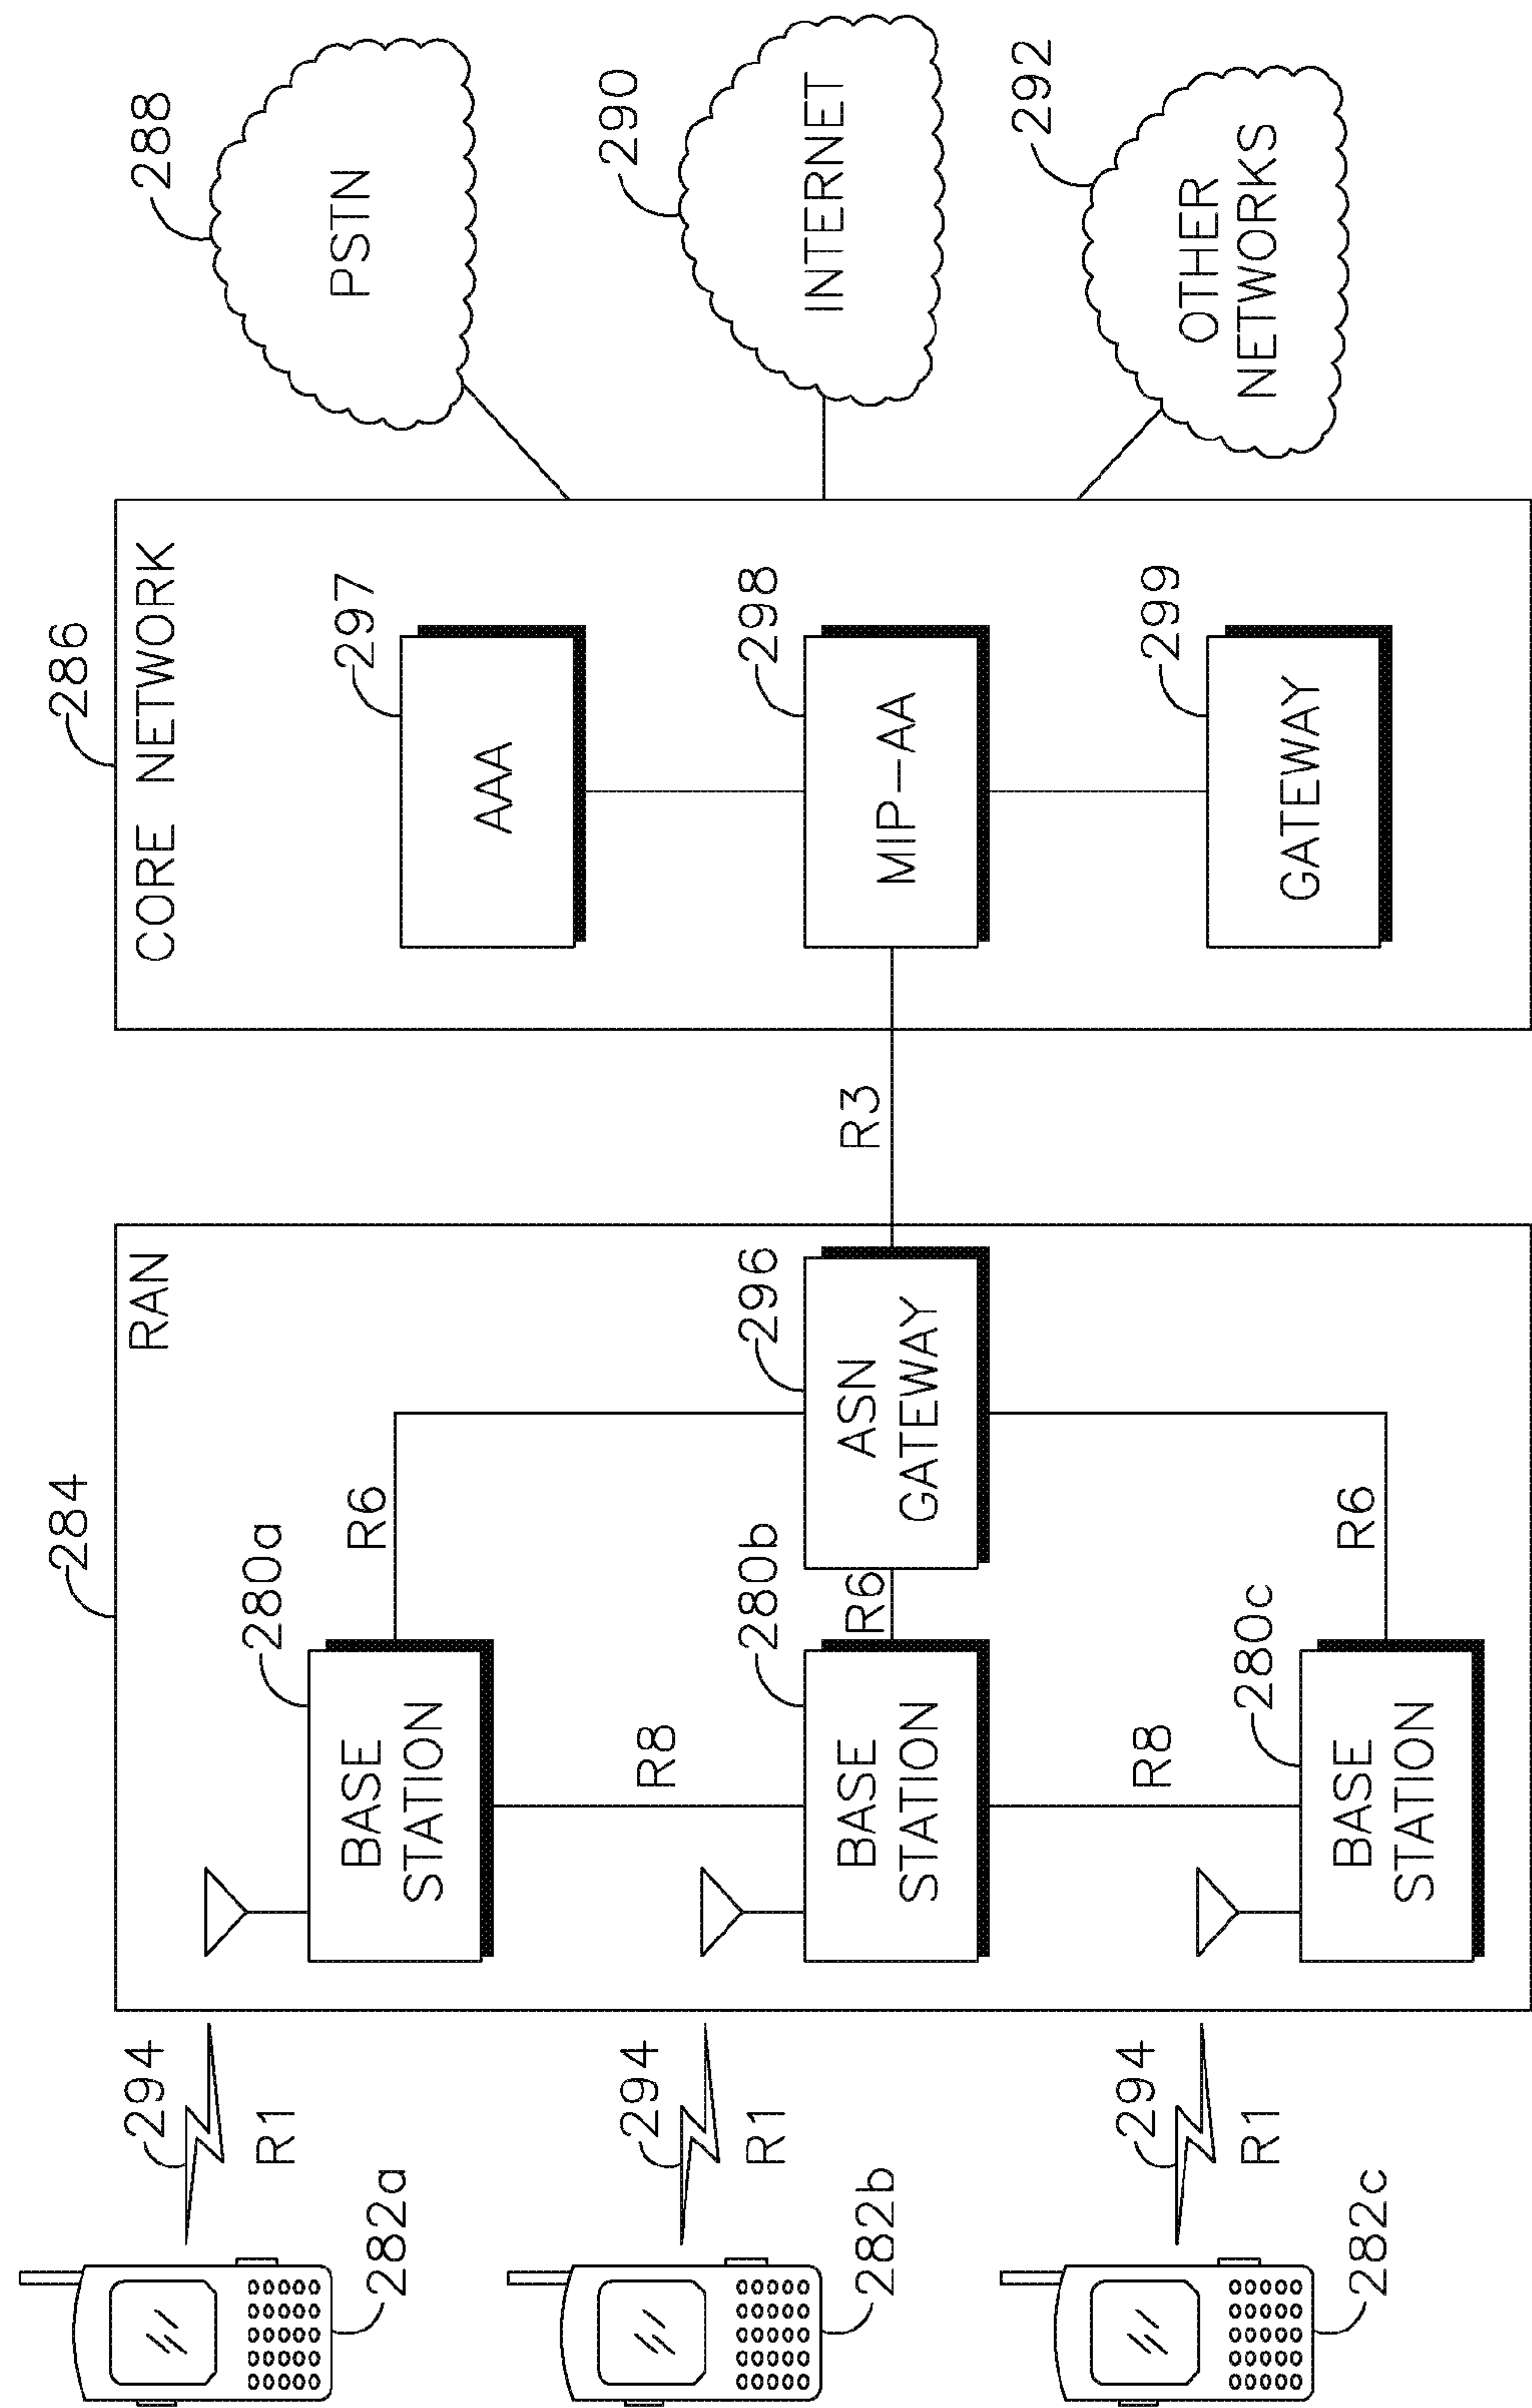 282a
294
R1
282b
294
R1
282c
294
R1
284
RAN
280a
BASE
STATION
R6
R8
280b
BASE
STATION
R6
R8
280c
BASE
STATION
R6
296
ASN
GATEWAY
R3
286
CORE NETWORK
297
AAA
298
MIP-AA
299
GATEWAY
288
PSTN
290
INTERNET
292
OTHER
NETWORKS